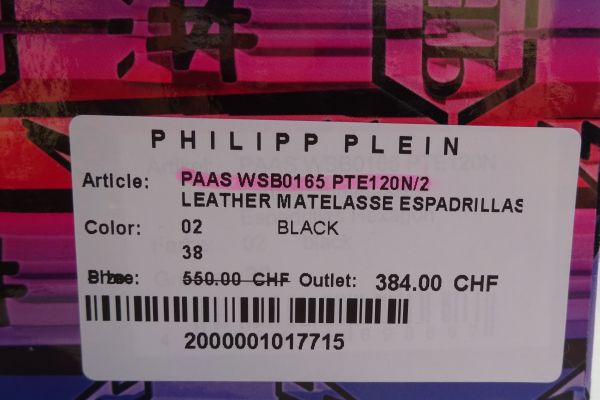 PHILIPP PLEIN
Article: PAAS WSB0165 PTE120N/2
LEATHER MATELASSE ESPADRILLAS
Color: 02 BLACK
38
550.00 CHF Outlet: 384.00 CHF
2000001017715